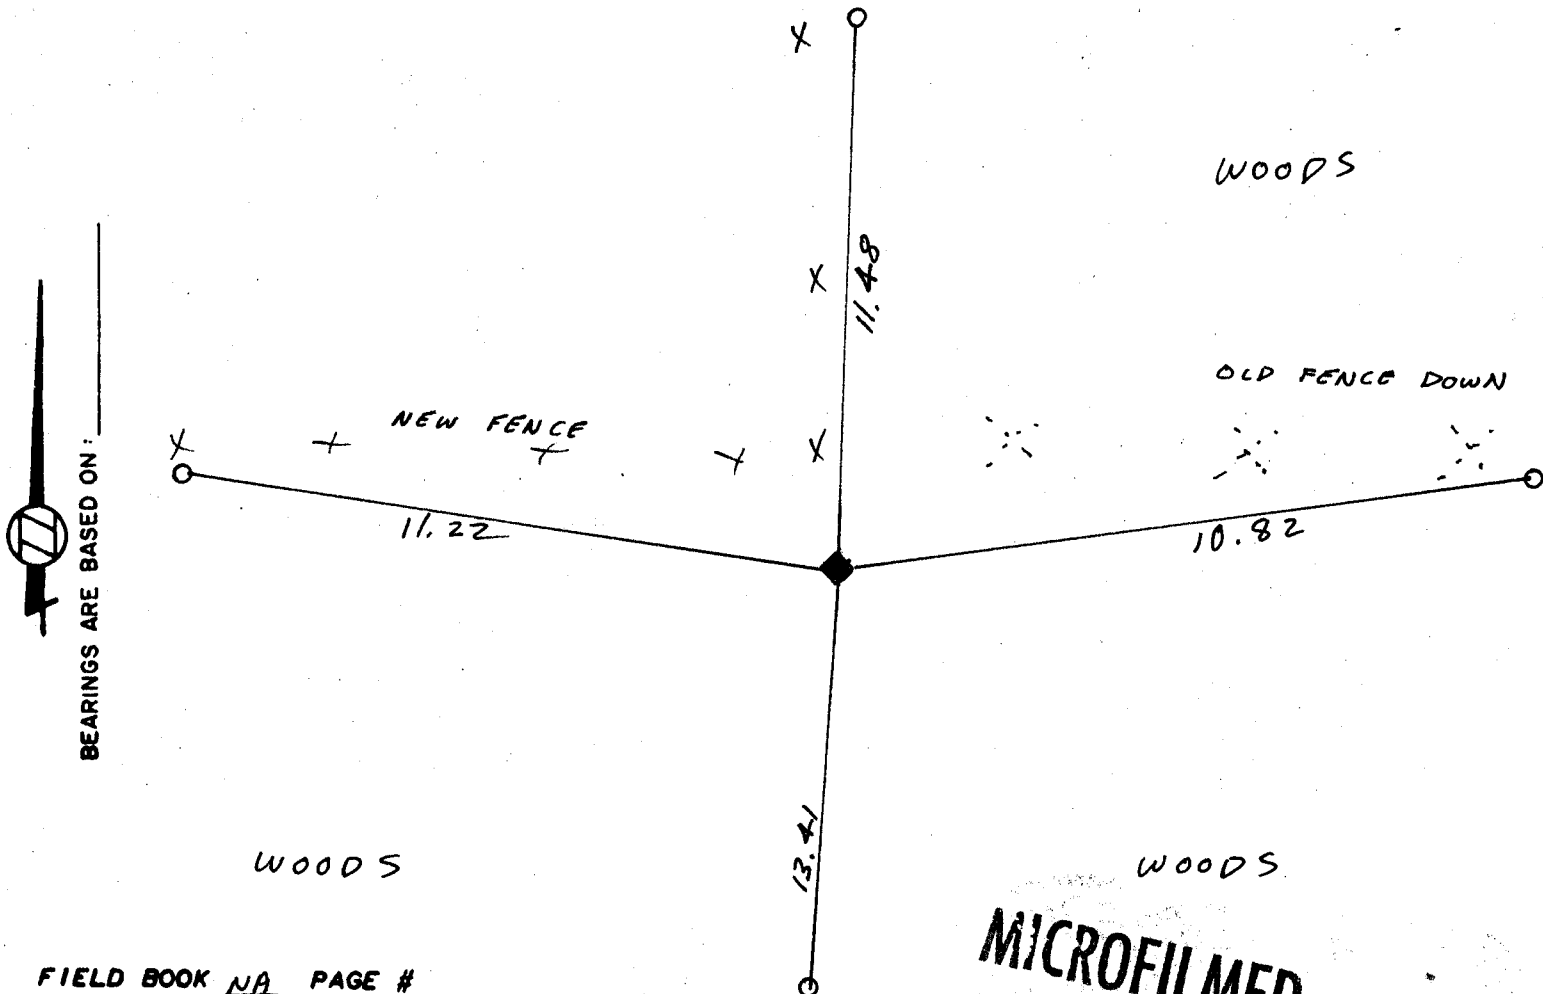 WOODS
11.48
OLD FENCE DOWN
NEW FENCE
BEARINGS ARE BASED ON:
11.22
10.82
13.41
WOODS
WOODS
MICROFILMED
FIELD BOOK NA PAGE #